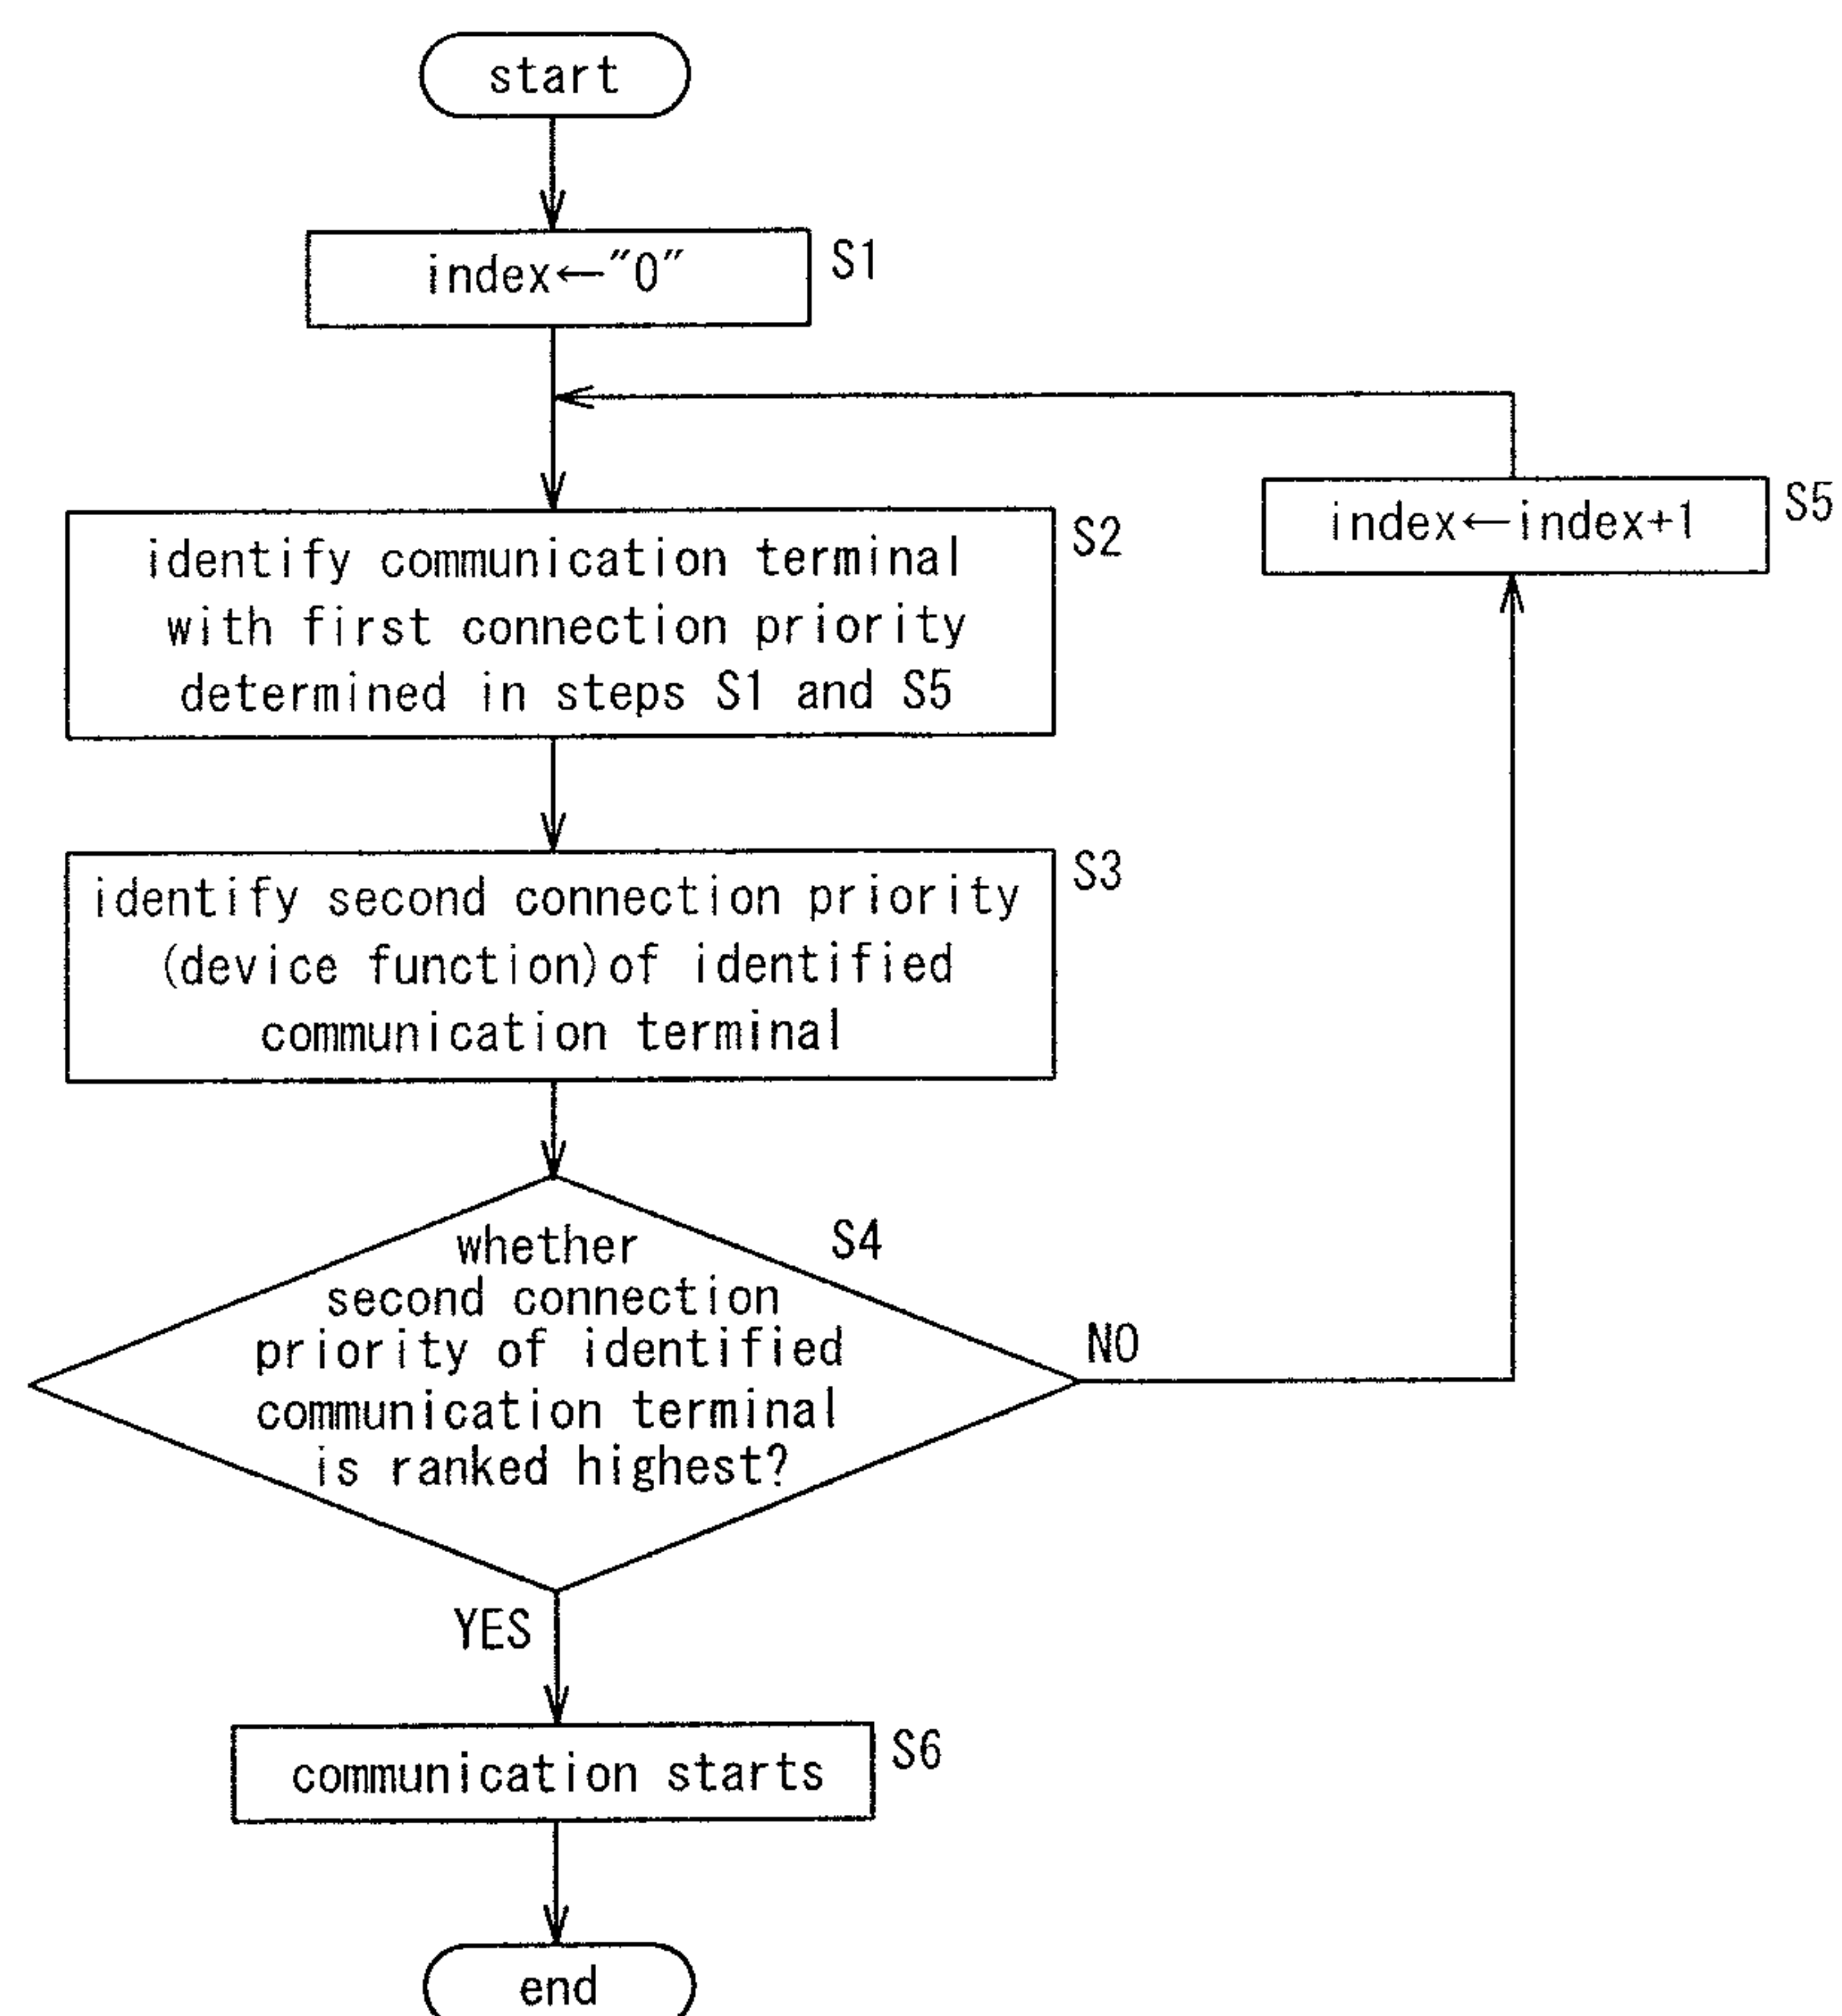 start
index←"0"
S1
identify communication terminal
with first connection priority
determined in steps S1 and S5
S2
index←index+1
S5
identify second connection priority
(device function)of identified
communication terminal
S3
whether
second connection
priority of identified
communication terminal
is ranked highest?
S4
NO
YES
communication starts
S6
end